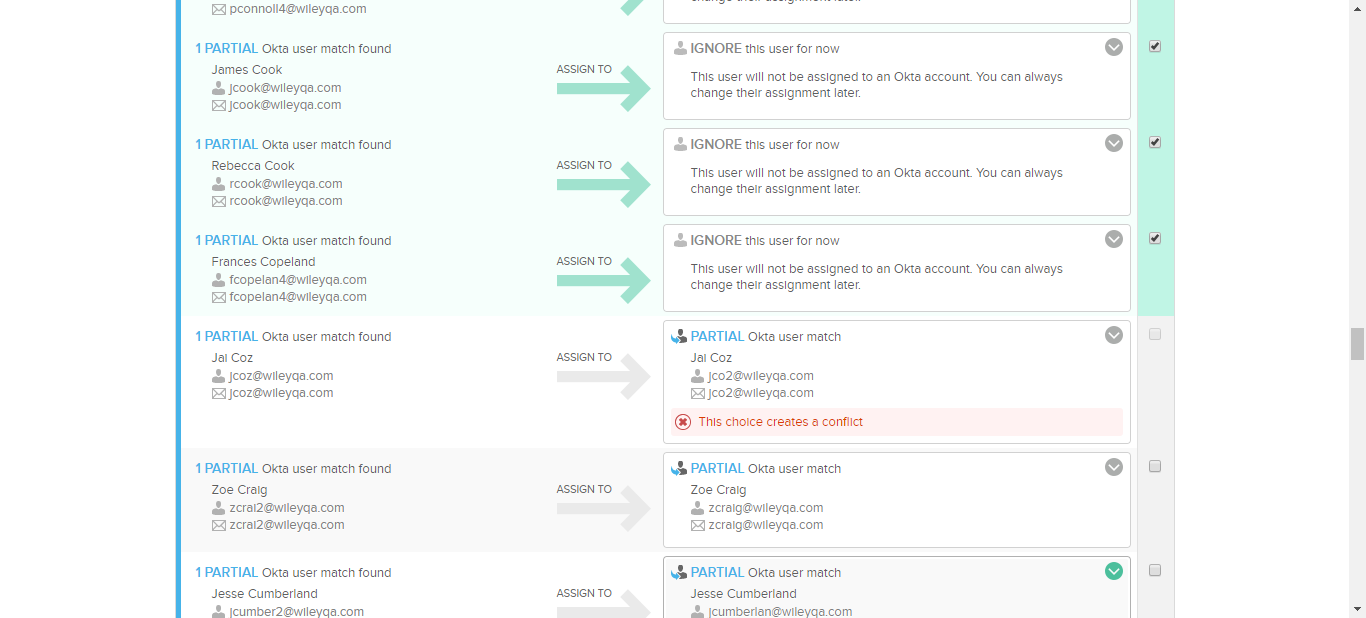 pconnoll4@wileyqa.com
change their assignment later.
1 PARTIAL Okta user match found
James Cook
jcook@wileyqa.com
jcook@wileyqa.com
ASSIGN TO
IGNORE this user for now
This user will not be assigned to an Okta account. You can always
change their assignment later.
1 PARTIAL Okta user match found
Rebecca Cook
rcook@wileyqa.com
rcook@wileyqa.com
ASSIGN TO
IGNORE this user for now
This user will not be assigned to an Okta account. You can always
change their assignment later.
1 PARTIAL Okta user match found
Frances Copeland
fcopelan4@wileyqa.com
fcopelan4@wileyqa.com
ASSIGN TO
IGNORE this user for now
This user will not be assigned to an Okta account. You can always
change their assignment later.
1 PARTIAL Okta user match found
Jai Coz
jcoz@wileyqa.com
jcoz@wileyqa.com
ASSIGN TO
PARTIAL Okta user match
Jai Coz
jco2@wileyqa.com
jco2@wileyqa.com
This choice creates a conflict
1 PARTIAL Okta user match found
Zoe Craig
zcrai2@wileyqa.com
zcrai2@wileyqa.com
ASSIGN TO
PARTIAL Okta user match
Zoe Craig
zcraig@wileyqa.com
zcraig@wileyqa.com
1 PARTIAL Okta user match found
Jesse Cumberland
jcumber2@wileyqa.com
ASSIGN TO
PARTIAL Okta user match
Jesse Cumberland
jcumberlan@wileyqa.com